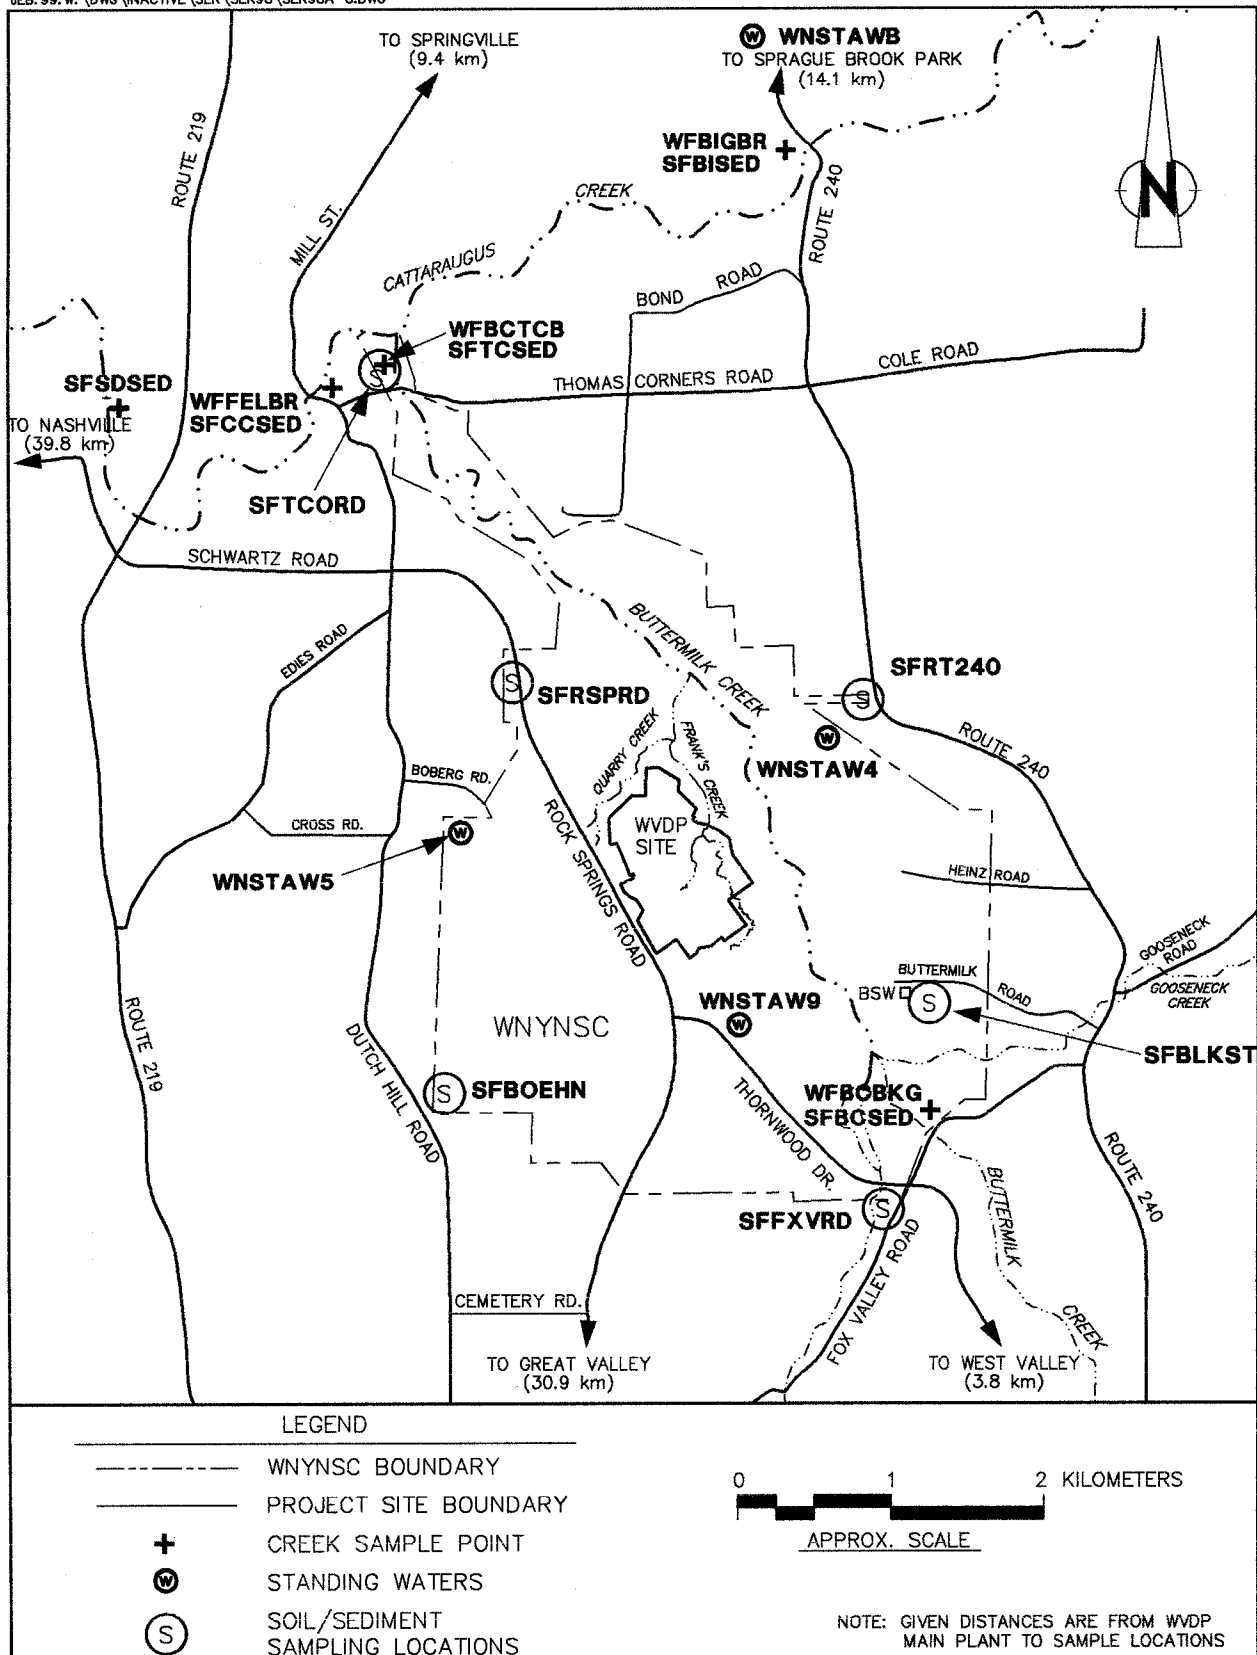 TO SPRINGVILLE
(9.4 km)
W WNSTAWB
TO SPRAGUE BROOK PARK
(14.1 km)
ROUTE 219
WFBIGBR
SFBISED
N
CREEK
MILL ST.
ROUTE 240
CATTARAUGUS
BOND ROAD
WFBCTCB
SFTCSED
COLE ROAD
SFSDSED
THOMAS CORNERS ROAD
S
WFFELBR
SFCCSED
TO NASHVILLE
(39.8 km)
SFTCORD
SCHWARTZ ROAD
BUTTERMILK CREEK
EDIES ROAD
SFRT240
S
SFRSPRD
S
QUARRY CREEK
FRANK'S CREEK
ROUTE 240
W
WNSTAW4
BOBERG RD.
ROCK SPRINGS ROAD
WVDP
SITE
CROSS RD.
W
WNSTAW5
HEINZ ROAD
GOOSENECK
ROAD
BUTTERMILK ROAD
GOOSENECK
CREEK
BSW
S
WNSTAW9
W
ROUTE 219
WNYNSC
DUTCH HILL ROAD
SFBLKST
SFBOEHN
S
WFBCBKG
SFBCSED
THORNWOOD DR.
ROUTE 240
BUTTERMILK
CREEK
SFFXVRD
S
FOX VALLEY ROAD
CEMETERY RD.
TO GREAT VALLEY
(30.9 km)
TO WEST VALLEY
(3.8 km)
LEGEND
WNYNSC BOUNDARY
PROJECT SITE BOUNDARY
CREEK SAMPLE POINT
W STANDING WATERS
S SOIL/SEDIMENT
SAMPLING LOCATIONS
0 1 2 KILOMETERS
APPROX. SCALE
NOTE: GIVEN DISTANCES ARE FROM WVDP
MAIN PLANT TO SAMPLE LOCATIONS